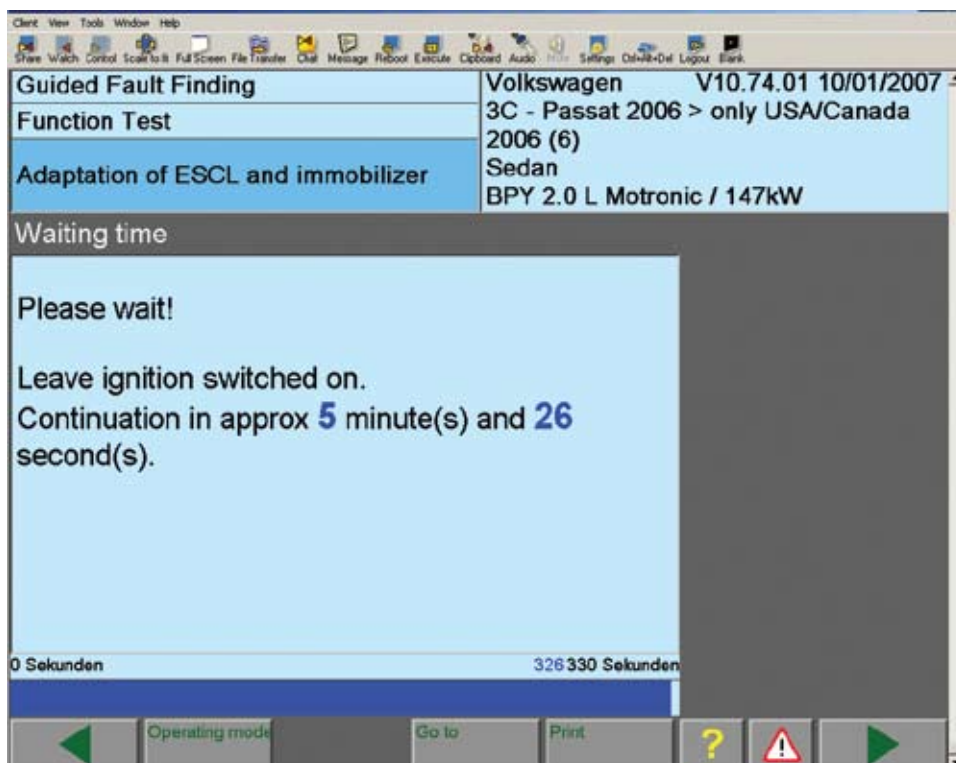 Client View Tools Window Help
Share Watch Control Scale to fit Full Screen File Transfer Chat Message Reboot Execute Clipboard Audio Settings Ctrl+Alt+Del Logout Blank
Guided Fault Finding
Function Test
Adaptation of ESCL and immobilizer
Volkswagen V10.74.01 10/01/2007
3C - Passat 2006 > only USA/Canada
2006 (6)
Sedan
BPY 2.0 L Motronic / 147kW
Waiting time
Please wait!
Leave ignition switched on.
Continuation in approx 5 minute(s) and 26
second(s).
0 Sekunden 326 330 Sekunden
Operating mode Go to Print ?